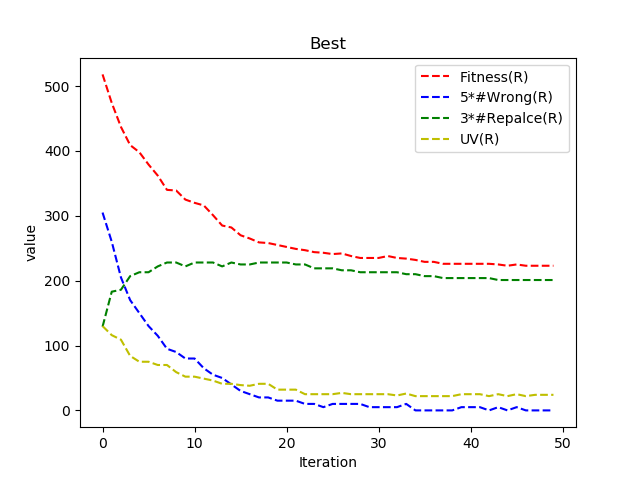 Best
Fitness(R)
5*#Wrong(R)
3*#Repalce(R)
UV(R)
value
500
400
300
200
100
0
0 10 20 30 40 50
Iteration